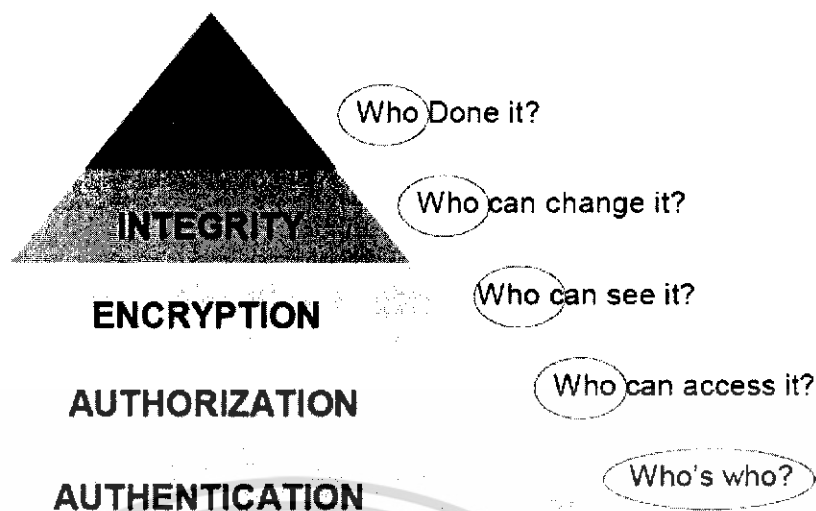 Who Done it?
INTEGRITY
Who can change it?
ENCRYPTION
Who can see it?
AUTHORIZATION
Who can access it?
AUTHENTICATION
Who's who?